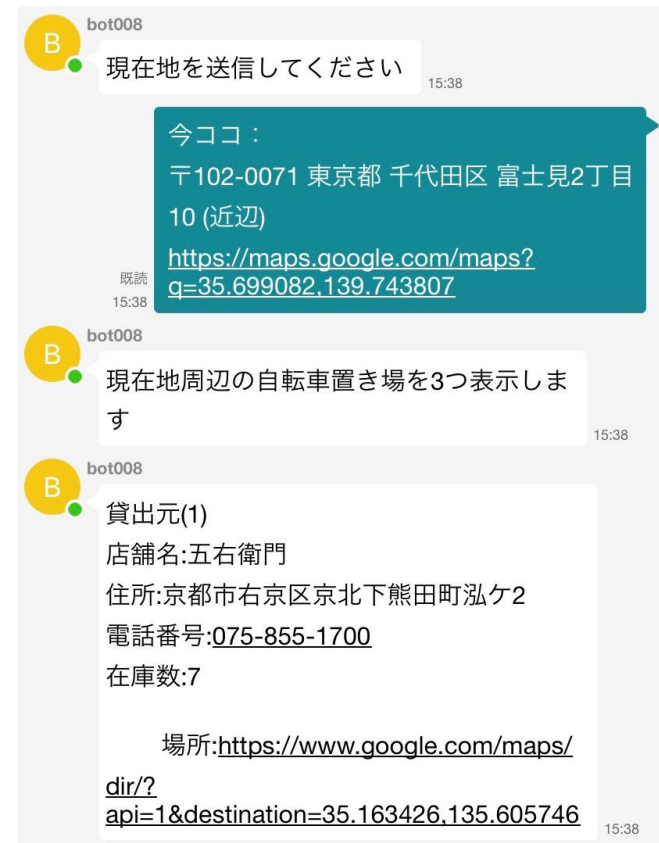 B
bot008
現在地を送信してください
15:38
今ココ：
〒102-0071 東京都 千代田区 富士見2丁目
10 (近辺)
https://maps.google.com/maps?
q=35.699082,139.743807
既読
15:38
B
bot008
現在地周辺の自転車置き場を3つ表示しま
す
15:38
B
bot008
貸出元(1)
店舗名:五右衛門
住所:京都市右京区京北下熊田町泓ケ2
電話番号:075-855-1700
在庫数:7
場所:https://www.google.com/maps/
dir/?
api=1&destination=35.163426,135.605746
15:38